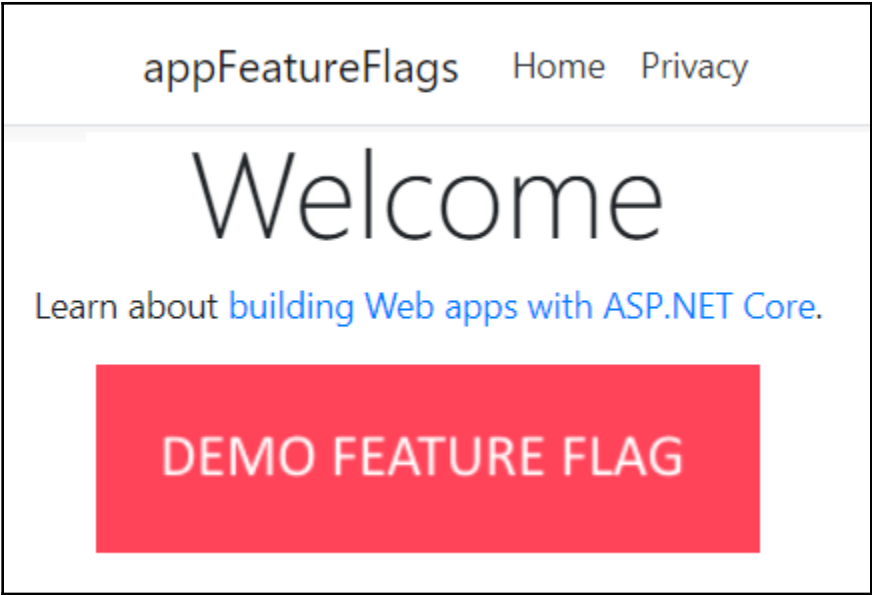 appFeatureFlags Home Privacy
Welcome
Learn about building Web apps with ASP.NET Core.
DEMO FEATURE FLAG